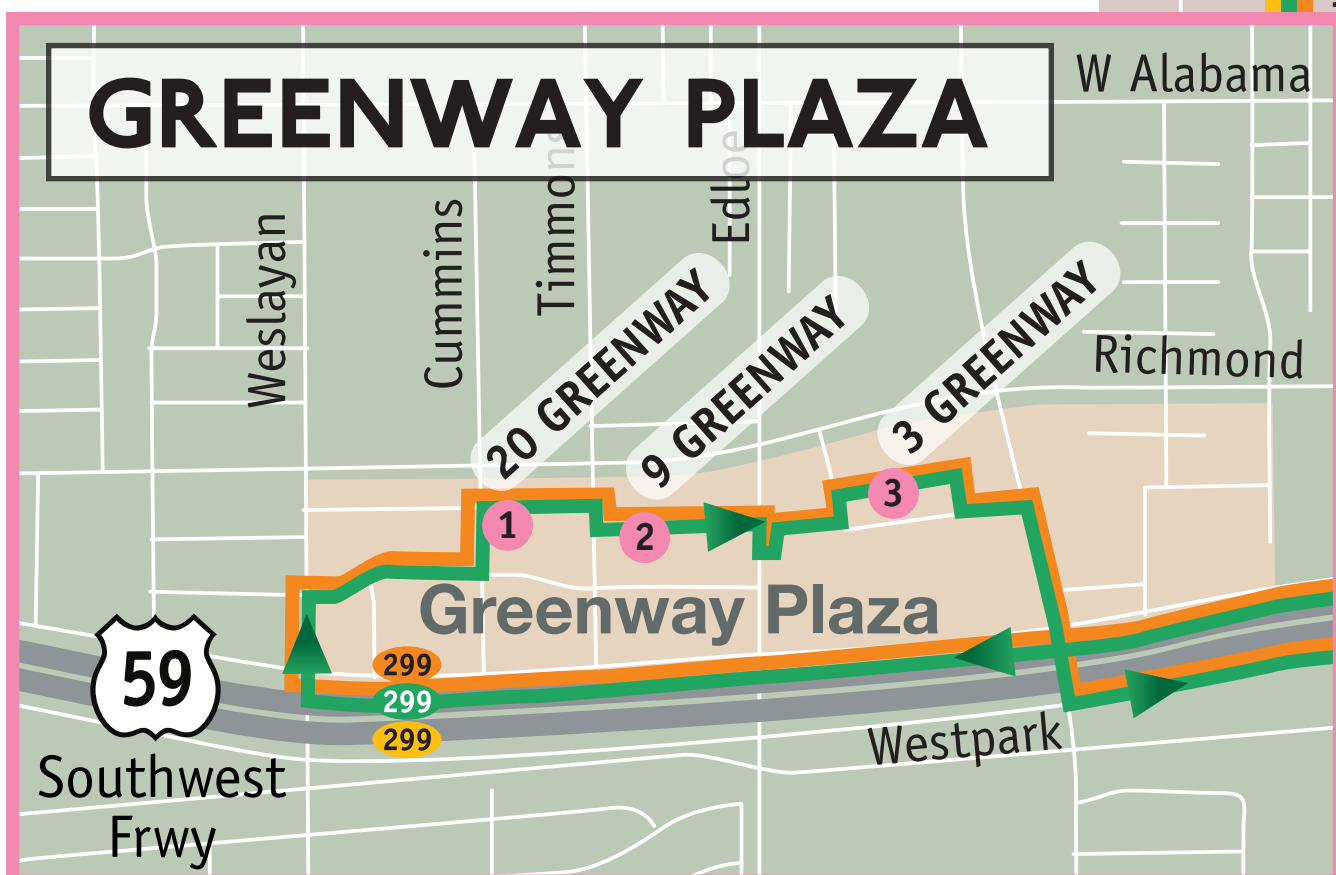 GREENWAY PLAZA
W Alabama
Weslayan
Cummins
Timmons
Edloe
20 GREENWAY
9 GREENWAY
3 GREENWAY
Richmond
1
2
3
Greenway Plaza
299
299
299
59
Southwest
Frwy
Westpark